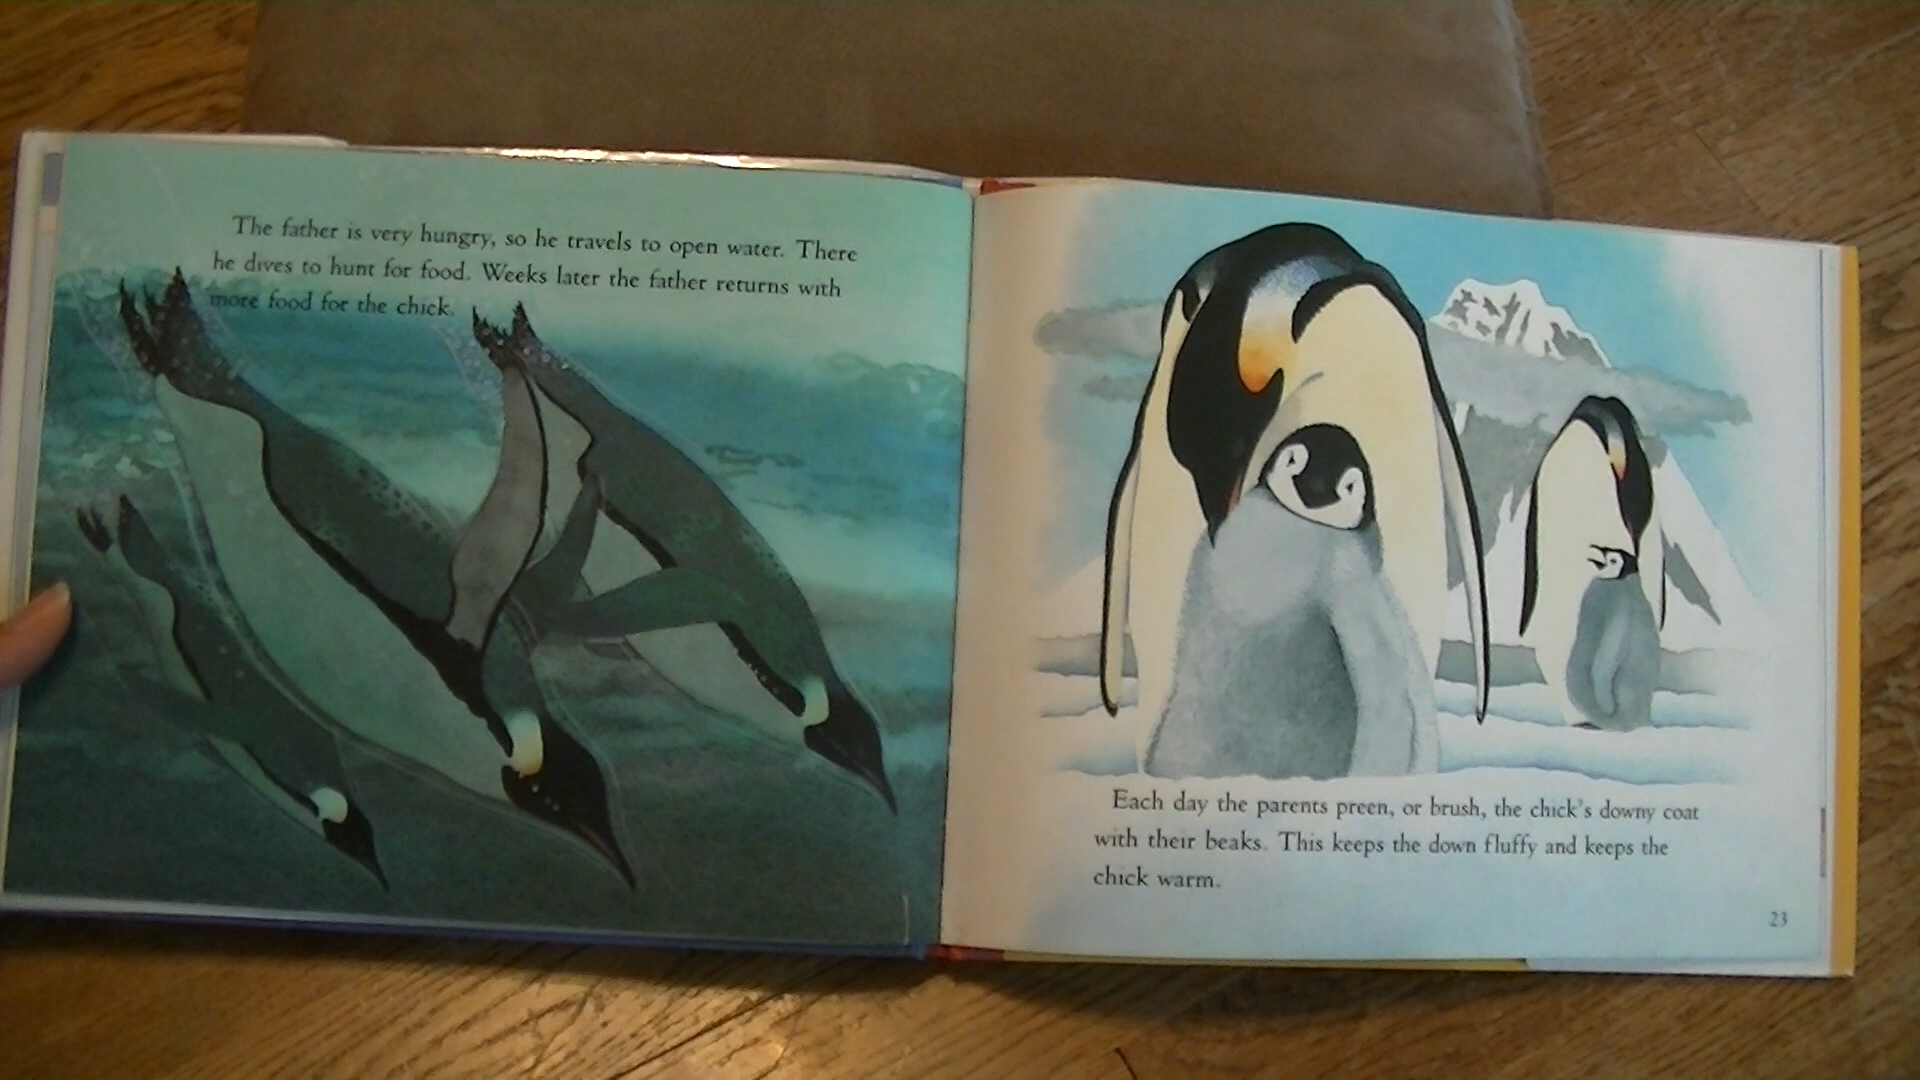 The father is very hungry, so he travels to open water. There
he dives to hunt for food. Weeks later the father returns with
more food for the chick.
Each day the parents preen, or brush, the chick's downy coat
with their beaks. This keeps the down fluffy and keeps the
chick warm.
23